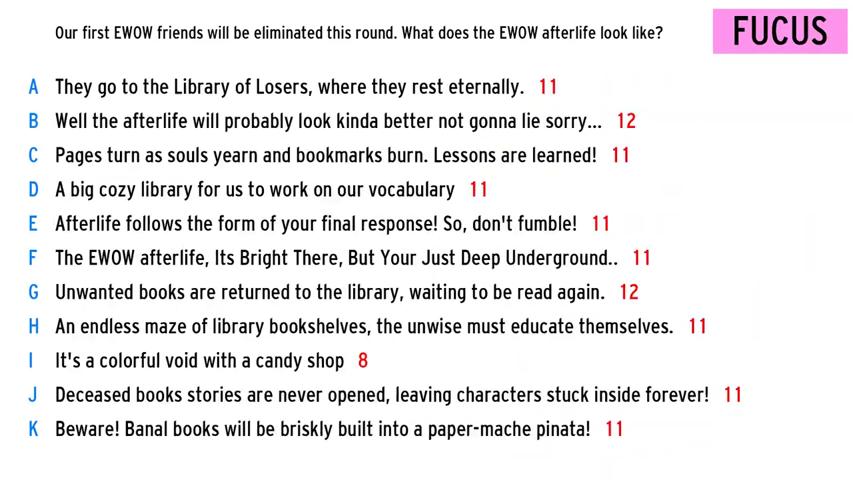 Our first EWOW friends will be eliminated this round. What does the EWOW afterlife look like?
FUCUS
A They go to the Library of Losers, where they rest eternally. 11
B Well the afterlife will probably look kinda better not gonna lie sorry... 12
C Pages turn as souls yearn and bookmarks burn. Lessons are learned! 11
D A big cozy library for us to work on our vocabulary 11
E Afterlife follows the form of your final response! So, don't fumble! 11
F The EWOW afterlife, Its Bright There, But Your Just Deep Underground.. 11
G Unwanted books are returned to the library, waiting to be read again. 12
H An endless maze of library bookshelves, the unwise must educate themselves. 11
I It's a colorful void with a candy shop 8
J Deceased books stories are never opened, leaving characters stuck inside forever! 11
K Beware! Banal books will be briskly built into a paper-mache pinata! 11